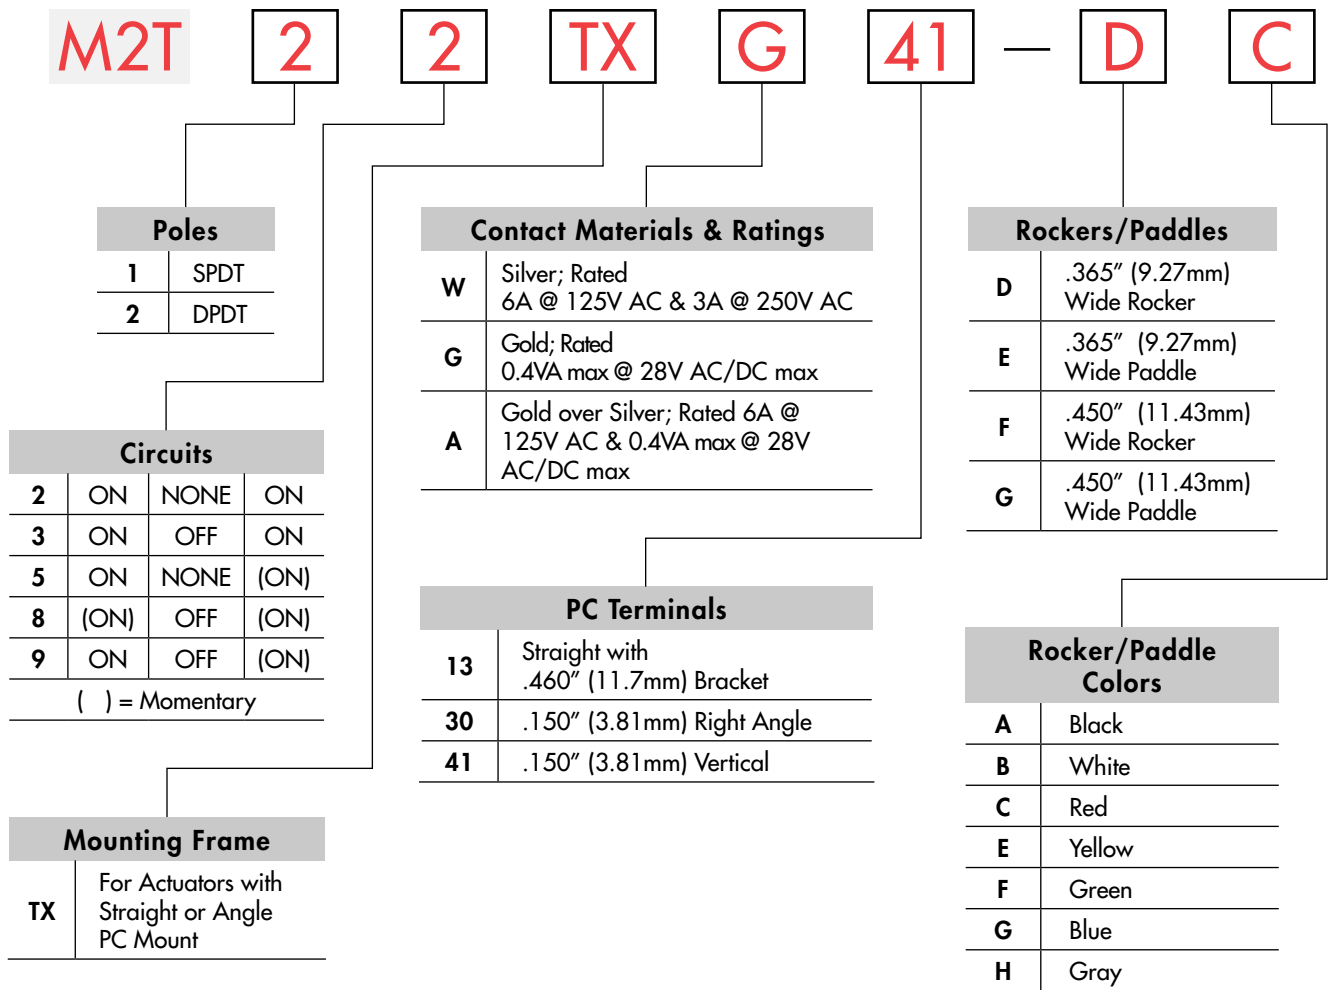 M2T 2 2 TX G 41 — D C
Poles
1 SPDT
2 DPDT
Circuits
2 ON NONE ON
3 ON OFF ON
5 ON NONE (ON)
8 (ON) OFF (ON)
9 ON OFF (ON)
( ) = Momentary
Mounting Frame
TX For Actuators with
Straight or Angle
PC Mount
Contact Materials & Ratings
W Silver; Rated
6A @ 125V AC & 3A @ 250V AC
G Gold; Rated
0.4VA max @ 28V AC/DC max
A Gold over Silver; Rated 6A @
125V AC & 0.4VA max @ 28V
AC/DC max
PC Terminals
13 Straight with
.460” (11.7mm) Bracket
30 .150” (3.81mm) Right Angle
41 .150” (3.81mm) Vertical
Rockers/Paddles
D .365” (9.27mm)
Wide Rocker
E .365” (9.27mm)
Wide Paddle
F .450” (11.43mm)
Wide Rocker
G .450” (11.43mm)
Wide Paddle
Rocker/Paddle
Colors
A Black
B White
C Red
E Yellow
F Green
G Blue
H Gray